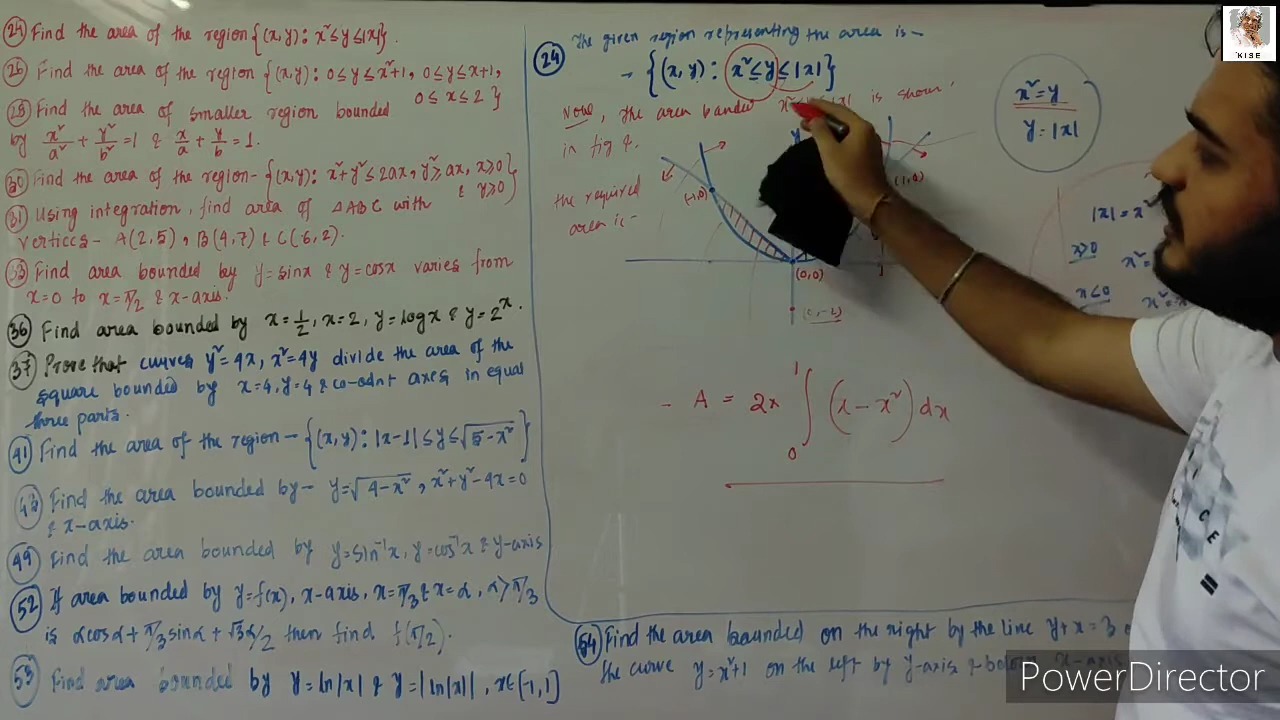 24 Find the area of the region {(x,y): x² ≤ y ≤ |x|}.
26 Find the area of the region {(x,y): 0 ≤ y ≤ x²+1, 0 ≤ y ≤ x+1,
0 ≤ x ≤ 2}
28 Find the area of smaller region bounded
by x²/a² + y²/b² = 1 & x/a + y/b = 1.
30 Find the area of the region- {(x,y): x²+y² ≤ 2ax, y² ≥ ax, x ≥ 0
& y ≥ 0}
31 Using integration, find area of △ABC with
vertices- A(2,5), B(4,7) & C(6,2).
33 Find area bounded by y=sinx & y=cosx varies from
x=0 to x=π/2 & x-axis.
36 Find area bounded by x=1/2, x=2, y=logx & y=2ˣ.
37 Prove that curves y²=4x, x²=4y divide the area of the
square bounded by x=4, y=4 & co-odnt axes in equal
three parts.
41 Find the area of the region- {(x,y): |x-1| ≤ y ≤ √5-x²}
43 Find the area bounded by- y=√4-x², x²+y²-4x=0
& x-axis.
49 Find the area bounded by y=sin⁻¹x, y=cos⁻¹x & y-axis
52 If area bounded by y=f(x), x-axis, x=π/3 & x=α, α>π/3
is αcosα + π/3 sinα + √3α/2 then find f(π/2).
53 Find area bounded by y=ln|x| & y=|ln|x||, x∈[-1,1]
24 The given region representing the area is-
→ {(x,y): x² ≤ y ≤ |x|}
Now, the area banded |x| is shown
in fig &.
the required
area is-
(-1,0)
(1,0)
(0,0)
(0,-2)
- A = 2x ∫₀¹ (x - x²) dx
x²=y
y=|x|
|x| = x²
x>0
x²=
x≤0
54 Find the area bounded on the right by the line y+x=3
the curve y=x²+1 on the left by y-axis & below x-axis
KISE
PowerDirector